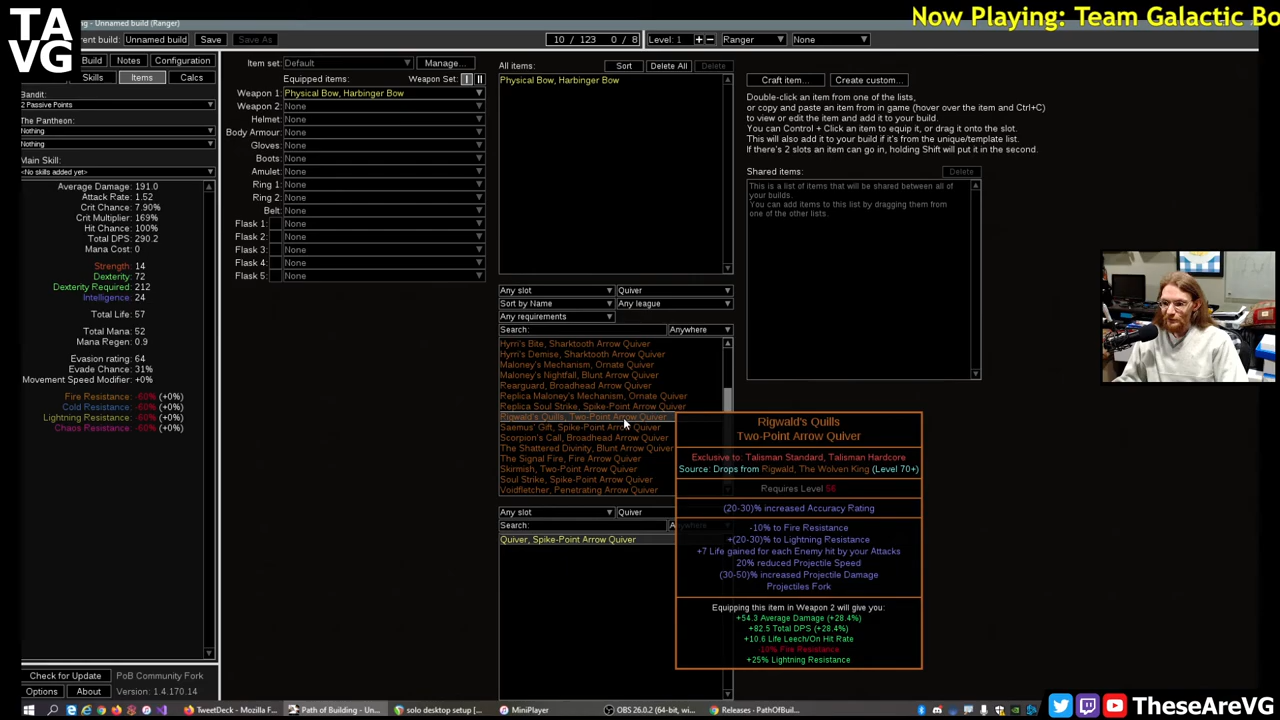 TA
VG
Now Playing: Team Galactic Bo
- Unnamed build (Ranger)
ent build: Unnamed build Save Save As 10 / 123 0 / 8 Level: 1 + - Ranger None
Build Notes Configuration
Skills Items Calcs
Bandit:
2 Passive Points
The Pantheon:
Nothing
Nothing
Main Skill:
<No skills added yet>
Average Damage: 191.0
Attack Rate: 1.52
Crit Chance: 7.90%
Crit Multiplier: 169%
Hit Chance: 100%
Total DPS: 290.2
Mana Cost: 0
Strength: 14
Dexterity: 72
Dexterity Required: 212
Intelligence: 24
Total Life: 57
Total Mana: 52
Mana Regen: 0.9
Evasion rating: 64
Evade Chance: 31%
Movement Speed Modifier: +0%
Fire Resistance: -60% (+0%)
Cold Resistance: -60% (+0%)
Lightning Resistance: -60% (+0%)
Chaos Resistance: -60% (+0%)
Check for Update PoB Community Fork
Options About Version: 1.4.170.14
Item set: Default Manage...
Equipped items: Weapon Set: I II
Weapon 1: Physical Bow, Harbinger Bow
Weapon 2: None
Helmet: None
Body Armour: None
Gloves: None
Boots: None
Amulet: None
Ring 1: None
Ring 2: None
Belt: None
Flask 1: None
Flask 2: None
Flask 3: None
Flask 4: None
Flask 5: None
All items: Sort Delete All Delete
Physical Bow, Harbinger Bow
Any slot Quiver
Sort by Name Any league
Any requirements
Search: Anywhere
Hyrri's Bite, Sharktooth Arrow Quiver
Hyrri's Demise, Sharktooth Arrow Quiver
Maloney's Mechanism, Ornate Quiver
Maloney's Nightfall, Blunt Arrow Quiver
Rearguard, Broadhead Arrow Quiver
Replica Maloney's Mechanism, Ornate Quiver
Replica Soul Strike, Spike-Point Arrow Quiver
Rigwald's Quills, Two-Point Arrow Quiver
Saemus' Gift, Spike-Point Arrow Quiver
Scorpion's Call, Broadhead Arrow Quiver
The Shattered Divinity, Blunt Arrow Quiver
The Signal Fire, Fire Arrow Quiver
Skirmish, Two-Point Arrow Quiver
Soul Strike, Spike-Point Arrow Quiver
Voidfletcher, Penetrating Arrow Quiver
Any slot Quiver
Search:
Quiver, Spike-Point Arrow Quiver
Craft item... Create custom...
Double-click an item from one of the lists,
or copy and paste an item from in game (hover over the item and Ctrl+C)
to view or edit the item and add it to your build.
You can Control + Click an item to equip it, or drag it onto the slot.
This will also add it to your build if it's from the unique/template list.
If there's 2 slots an item can go in, holding Shift will put it in the second.
Shared items: Delete
This is a list of items that will be shared between all of
your builds.
You can add items to this list by dragging them from
one of the other lists.
Rigwald's Quills
Two-Point Arrow Quiver
Exclusive to: Talisman Standard, Talisman Hardcore
Source: Drops from Rigwald, The Wolven King (Level 70+)
Requires Level 56
(20-30)% increased Accuracy Rating
-10% to Fire Resistance
+(20-30)% to Lightning Resistance
+7 Life gained for each Enemy hit by your Attacks
20% reduced Projectile Speed
(30-50)% increased Projectile Damage
Projectiles Fork
Equipping this item in Weapon 2 will give you:
+54.3 Average Damage (+28.4%)
+82.5 Total DPS (+28.4%)
+10.6 Life Leech/On Hit Rate
-10% Fire Resistance
+25% Lightning Resistance
TheseAreVG
TweetDeck - Mozilla F... Path of Building - Un... solo desktop setup [... MiniPlayer OBS 26.0.2 (64-bit, wi... Releases - PathOfBuil...